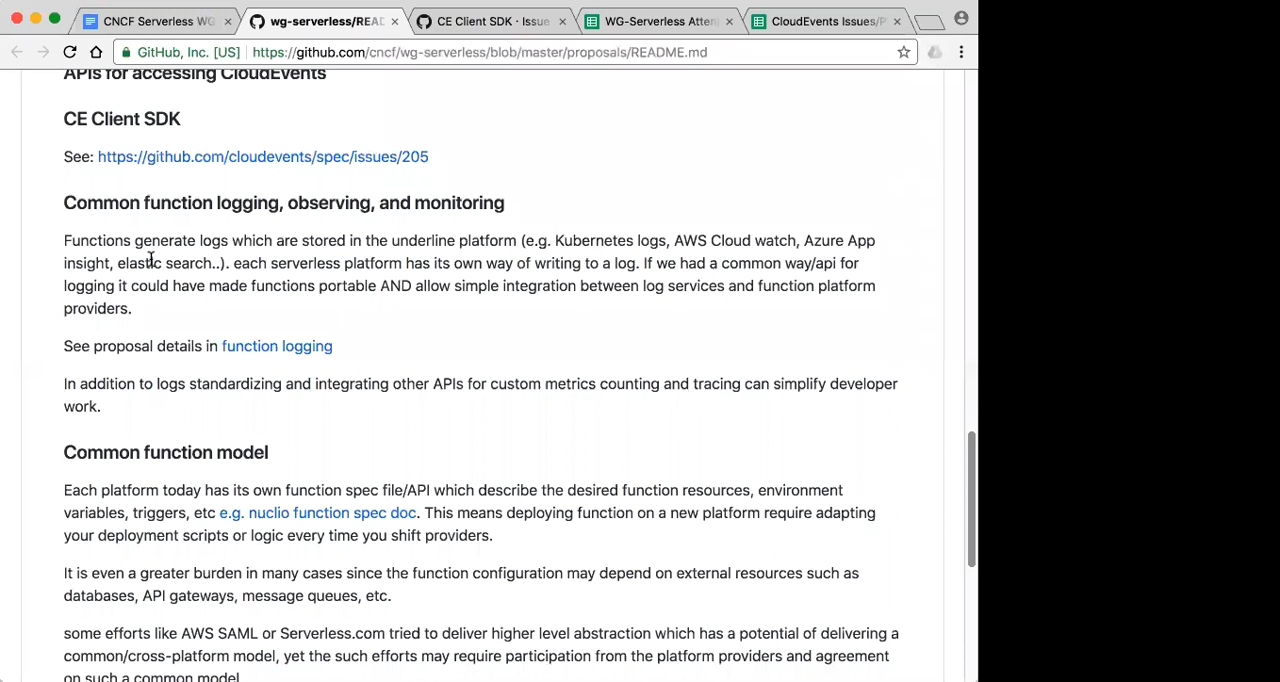 CNCF Serverless WG
wg-serverless/READ
CE Client SDK · Issue
WG-Serverless Atten
CloudEvents Issues/P
GitHub, Inc. [US] https://github.com/cncf/wg-serverless/blob/master/proposals/README.md
APIs for accessing CloudEvents
CE Client SDK
See: https://github.com/cloudevents/spec/issues/205
Common function logging, observing, and monitoring
Functions generate logs which are stored in the underline platform (e.g. Kubernetes logs, AWS Cloud watch, Azure App
insight, elastic search..). each serverless platform has its own way of writing to a log. If we had a common way/api for
logging it could have made functions portable AND allow simple integration between log services and function platform
providers.
See proposal details in function logging
In addition to logs standardizing and integrating other APIs for custom metrics counting and tracing can simplify developer
work.
Common function model
Each platform today has its own function spec file/API which describe the desired function resources, environment
variables, triggers, etc e.g. nuclio function spec doc. This means deploying function on a new platform require adapting
your deployment scripts or logic every time you shift providers.
It is even a greater burden in many cases since the function configuration may depend on external resources such as
databases, API gateways, message queues, etc.
some efforts like AWS SAML or Serverless.com tried to deliver higher level abstraction which has a potential of delivering a
common/cross-platform model, yet the such efforts may require participation from the platform providers and agreement
on such a common model